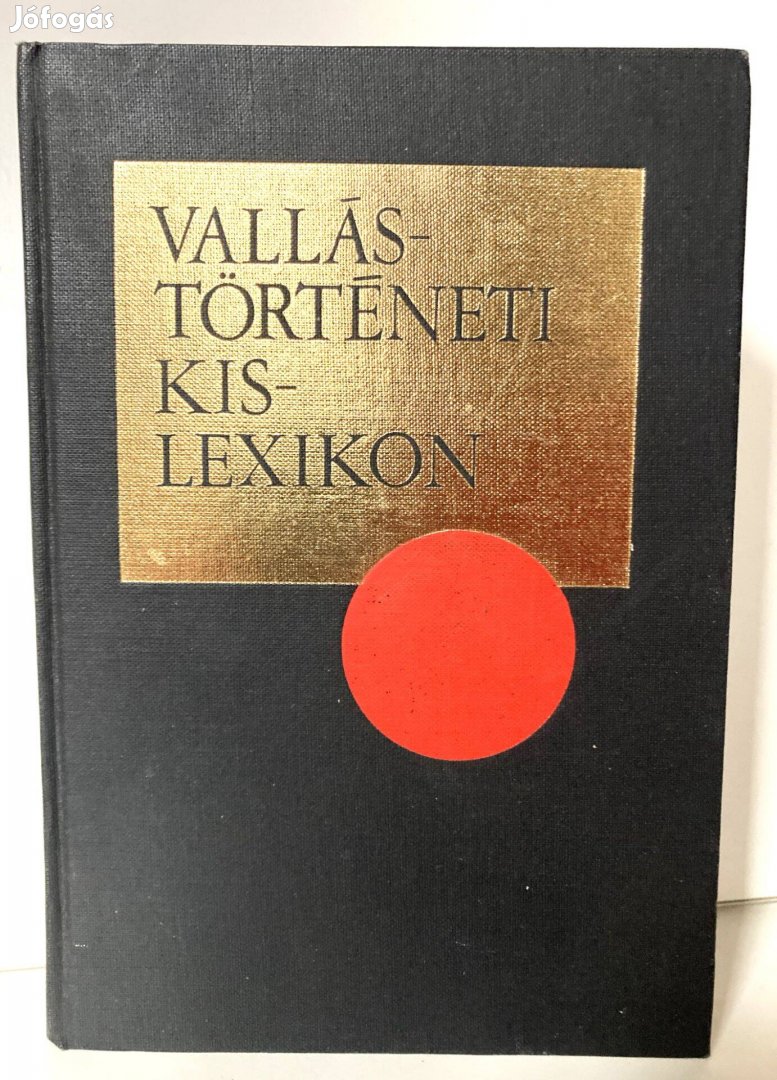 Jófogás
VALLÁS-
TÖRTÉNETI
KIS-
LEXIKON